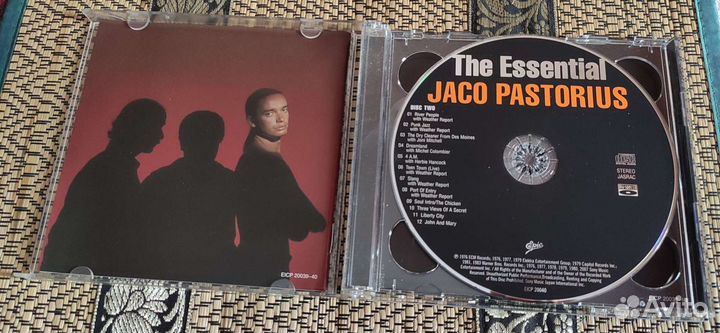 EICP 20039-40
The Essential
JACO PASTORIUS
DISC TWO
01 River People
with Weather Report
02 Punk Jazz
with Weather Report
03 The Dry Cleaner From Des Moines
with Joni Mitchell
04 Dreamland
with Michel Colombier
05 4 A.M.
with Herbie Hancock
06 Teen Town (Live)
with Weather Report
07 Slang
with Weather Report
08 Port Of Entry
with Weather Report
09 Soul Intro/The Chicken
10 Three Views Of A Secret
11 Liberty City
12 John And Mary
STEREO
JASRAC
Epic
EICP 20040
Avito